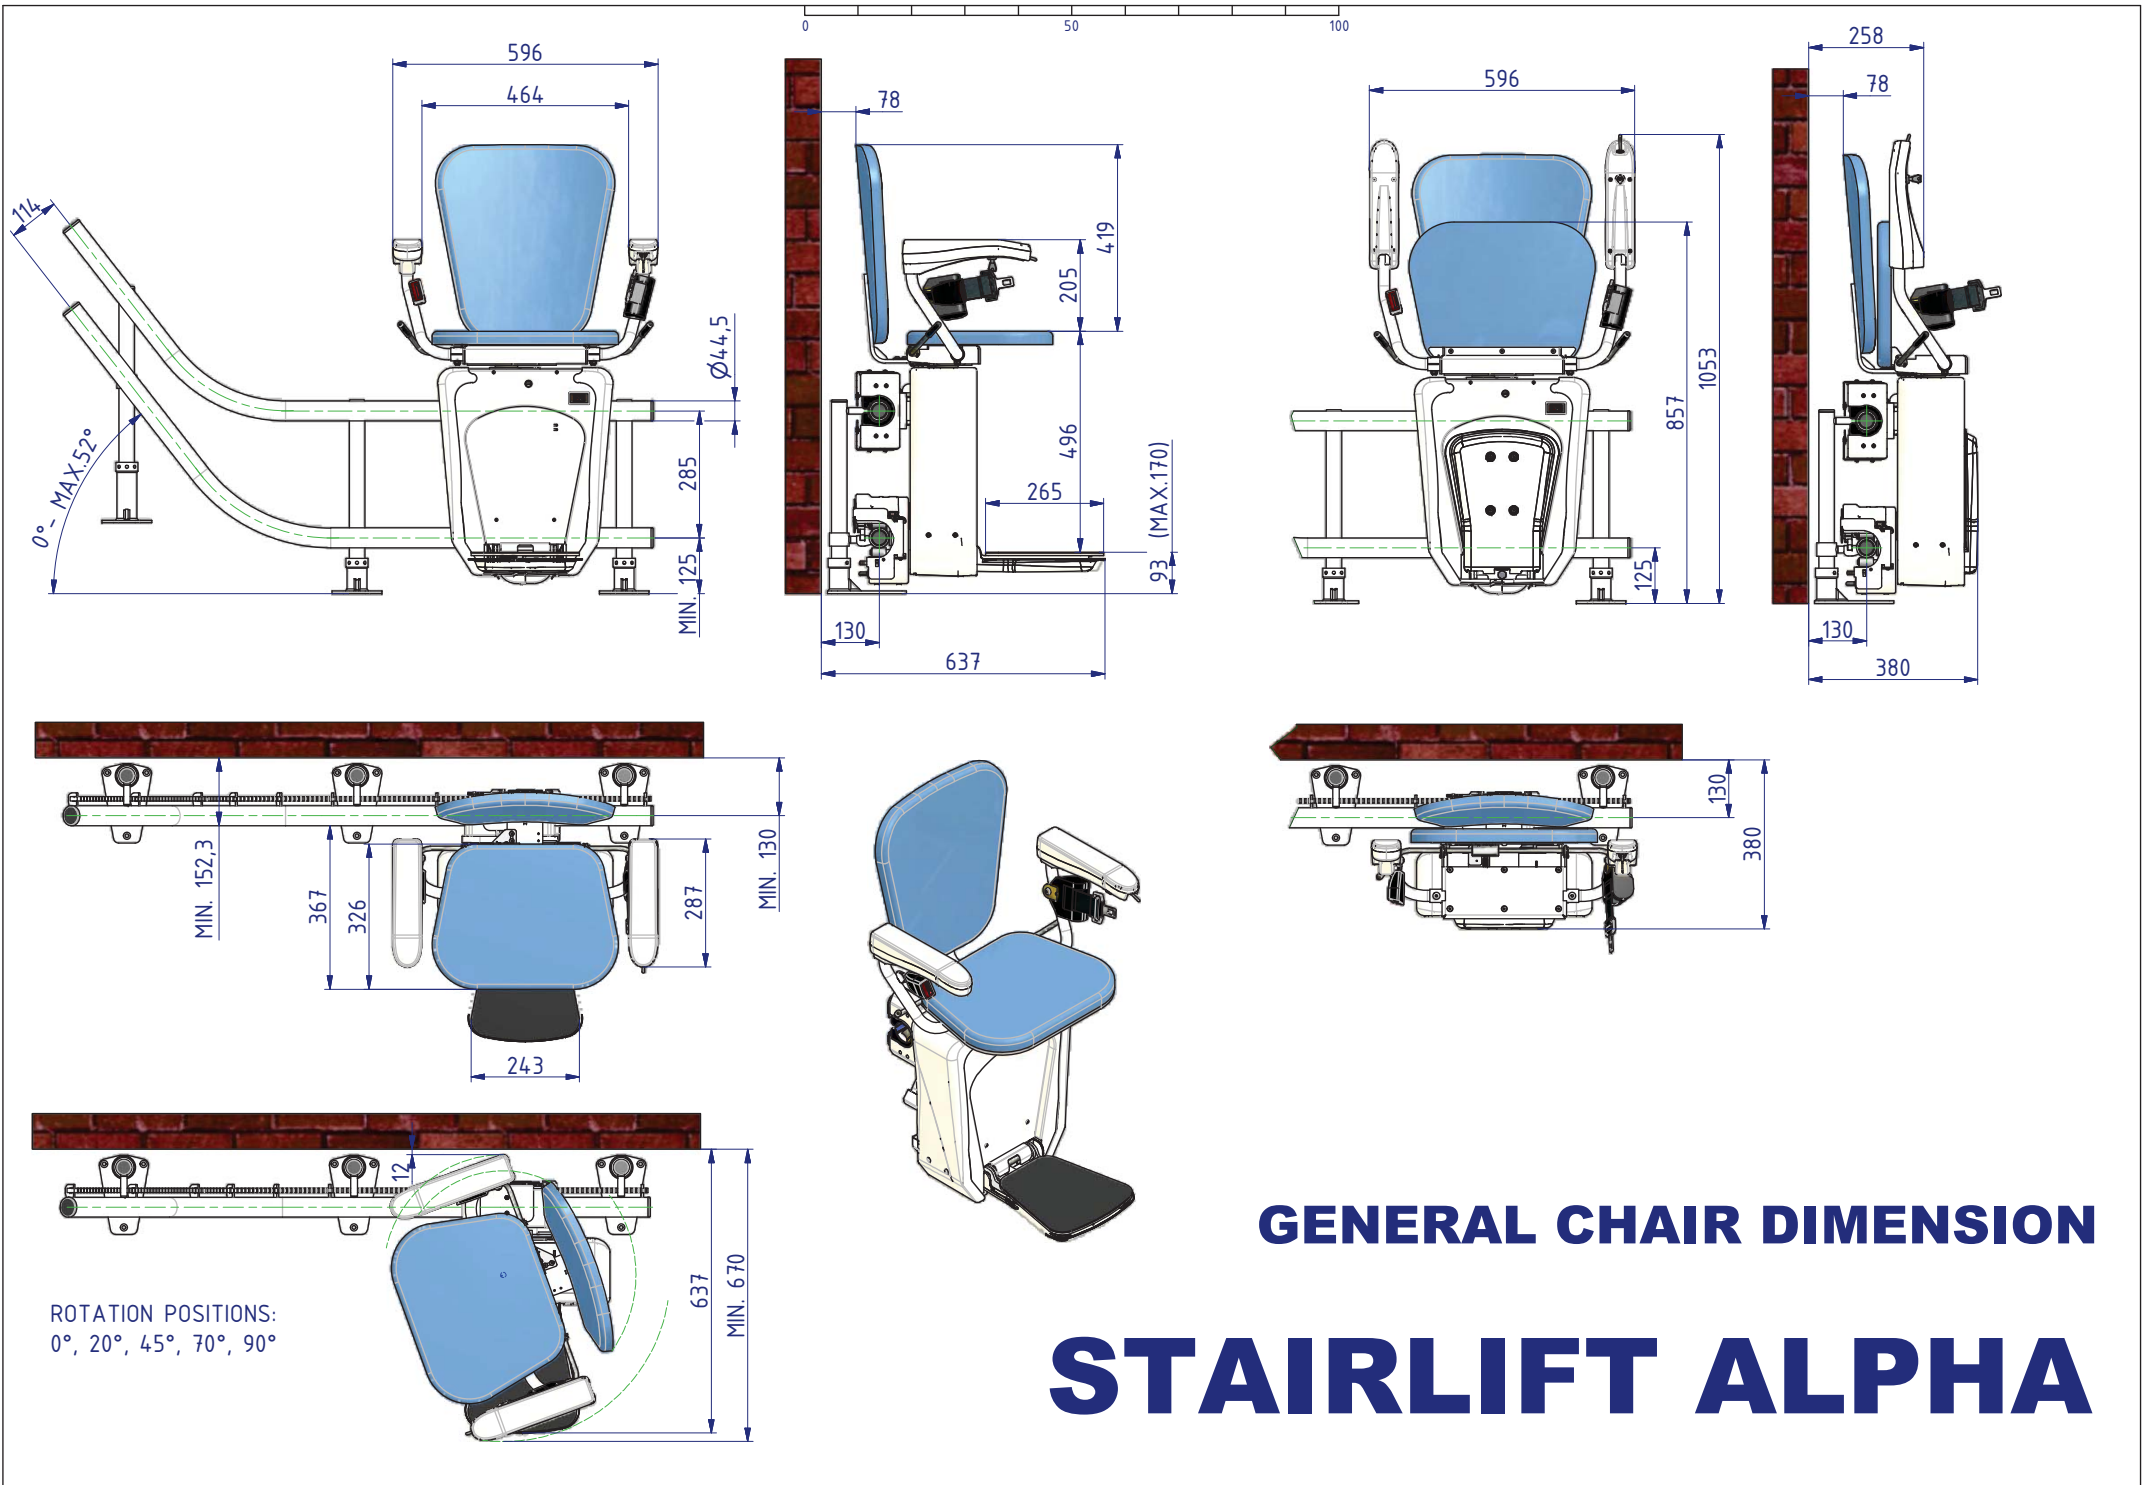 0 50 100
596
464
114
0°- MAX.52°
Ø44,5
285
MIN. 125
78
419
205
496
265
93 (MAX.170)
130
637
596
1053
857
125
258
78
130
380
MIN. 152,3
367
326
287
MIN. 130
243
130
380
12
637
MIN. 670
ROTATION POSITIONS:
0°, 20°, 45°, 70°, 90°
GENERAL CHAIR DIMENSION
STAIRLIFT ALPHA